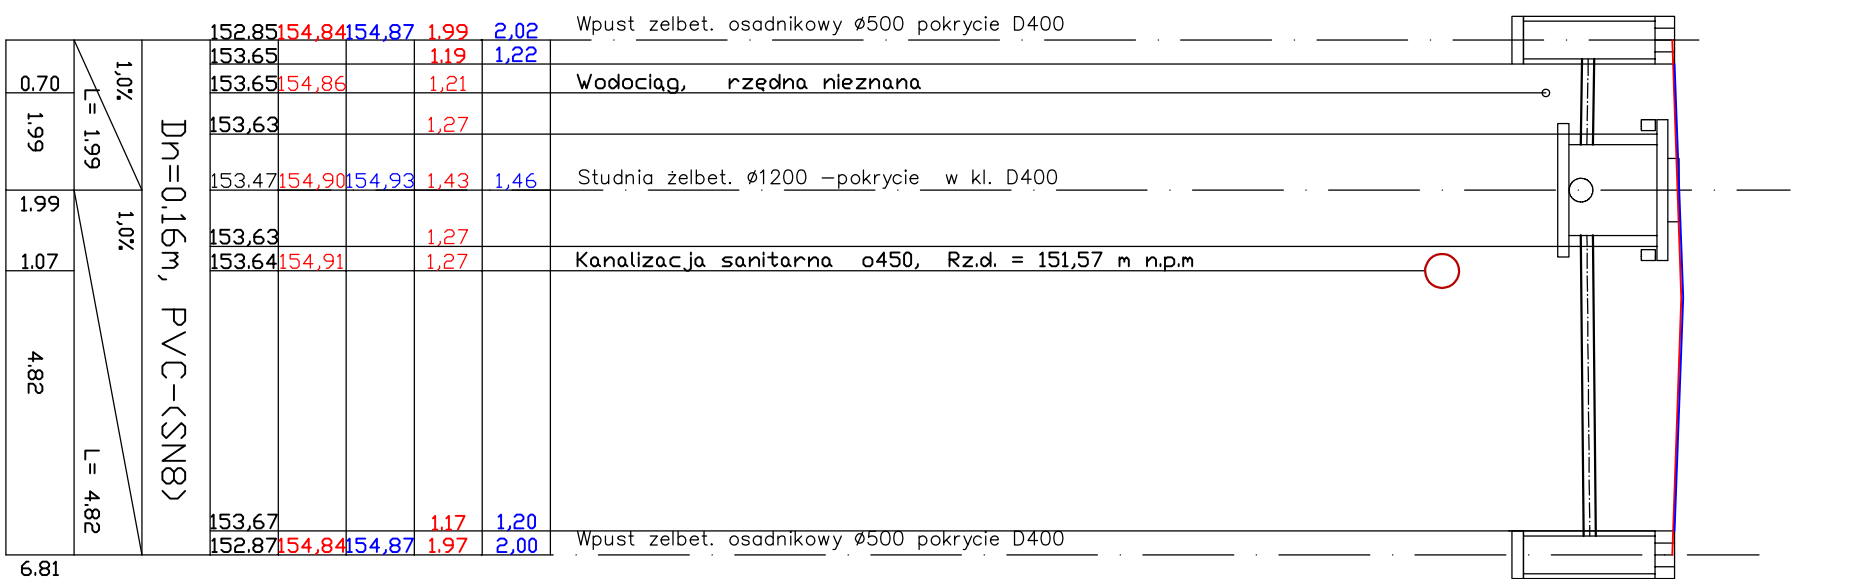 152.85 154,84 154,87 1.99 2,02 Wpust zelbet. osadnikowy ø500 pokrycie D400
153.65 1.19 1,22
0.70 153.65 154,86 1,21 Wodociąg, rzędna nieznana
1,0%
L= 1.99
1.99
153,63 1,27
153.47 154,90 154,93 1,43 1,46 Studnia żelbet. ø1200 -pokrycie w kl. D400
1.99
1,0%
Dn=0.16m, PVC-(SN8)
153,63 1,27
1.07 153.64 154,91 1,27 Kanalizacja sanitarna o450, Rz.d. = 151,57 m n.p.m
4.82
L= 4.82
153,67 1.17 1,20
152.87 154,84 154,87 1.97 2,00 Wpust zelbet. osadnikowy ø500 pokrycie D400
6.81